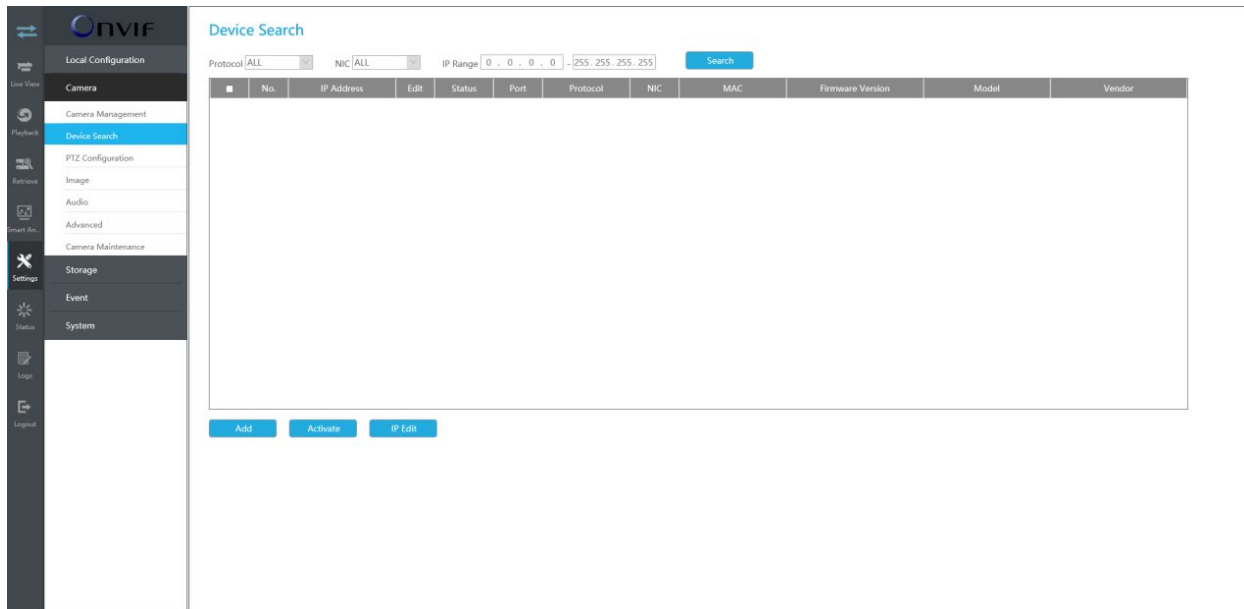 ONVIF
Live View
Playback
Retrieve
Smart An...
Settings
Status
Logs
Logout
Local Configuration
Camera
Camera Management
Device Search
PTZ Configuration
Image
Audio
Advanced
Camera Maintenance
Storage
Event
System
Device Search
Protocol ALL NIC ALL IP Range 0 . 0 . 0 . 0 - 255. 255. 255. 255 Search
No. IP Address Edit Status Port Protocol NIC MAC Firmware Version Model Vendor
Add Activate IP Edit